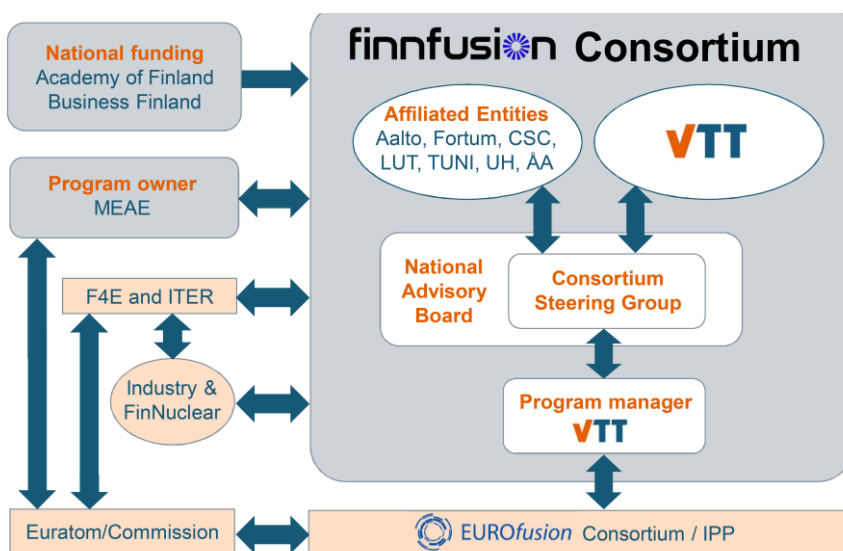 National funding
Academy of Finland
Business Finland
finnfusion Consortium
Affiliated Entities
Aalto, Fortum, CSC,
LUT, TUNI, UH, ÅA
VTT
Program owner
MEAE
National
Advisory
Board
Consortium
Steering Group
F4E and ITER
Industry &
FinNuclear
Program manager
VTT
Euratom/Commission
EUROfusion Consortium / IPP